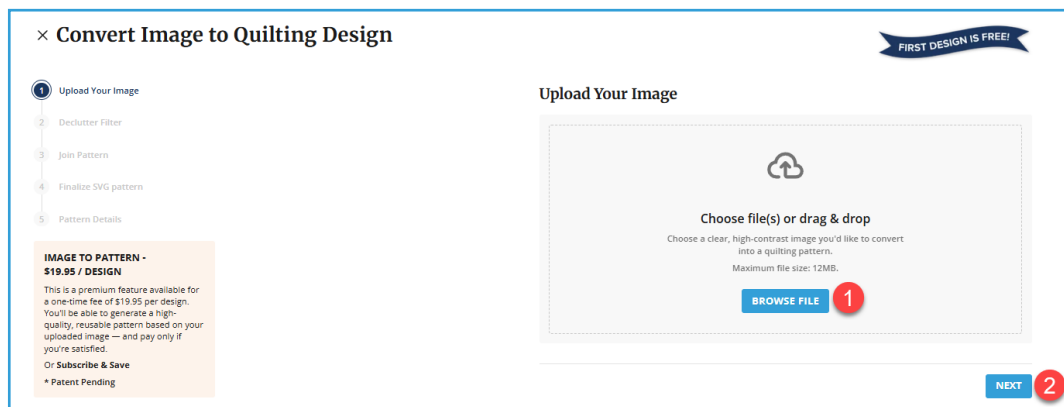 × Convert Image to Quilting Design
FIRST DESIGN IS FREE!
1 Upload Your Image
2 Declutter Filter
3 Join Pattern
4 Finalize SVG pattern
5 Pattern Details
IMAGE TO PATTERN -
$19.95 / DESIGN
This is a premium feature available for
a one-time fee of $19.95 per design.
You'll be able to generate a high-
quality, reusable pattern based on your
uploaded image — and pay only if
you're satisfied.
Or Subscribe & Save
* Patent Pending
Upload Your Image
Choose file(s) or drag & drop
Choose a clear, high-contrast image you'd like to convert
into a quilting pattern.
Maximum file size: 12MB.
BROWSE FILE 1
NEXT 2